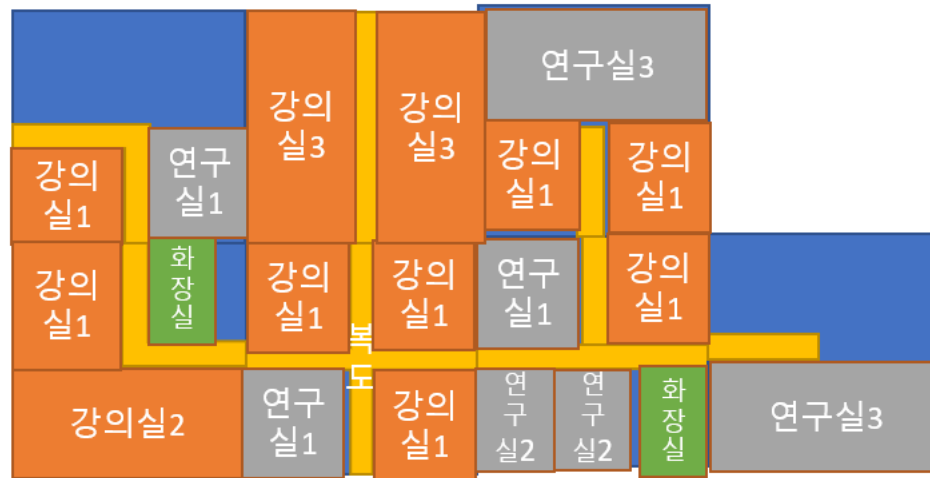 연구실3
강의
실3
강의
실3
연구
실1
강의
실1
강의
실1
강의
실1
화
장
실
강의
실1
강의
실1
강의
실1
연구
실1
강의
실1
복
도
강의실2
연구
실1
강의
실1
연
구
실2
연
구
실2
화
장
실
연구실3